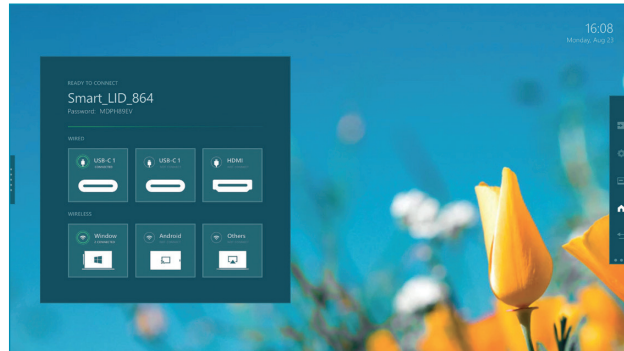 16:08
Monday, Aug 23
READY TO CONNECT
Smart_LID_864
Password: MDPH89EV
WIRED
USB-C 1
USB-C 1
HDMI
WIRELESS
Window
Android
Others